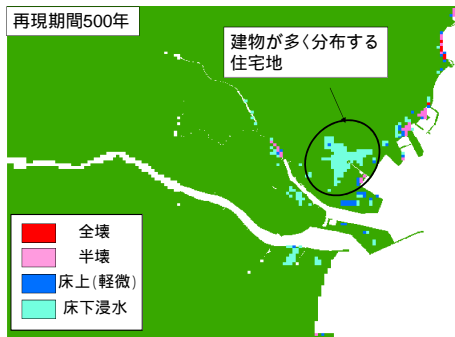 再現期間500年
建物が多く分布する
住宅地
全壊
半壊
床上(軽微)
床下浸水